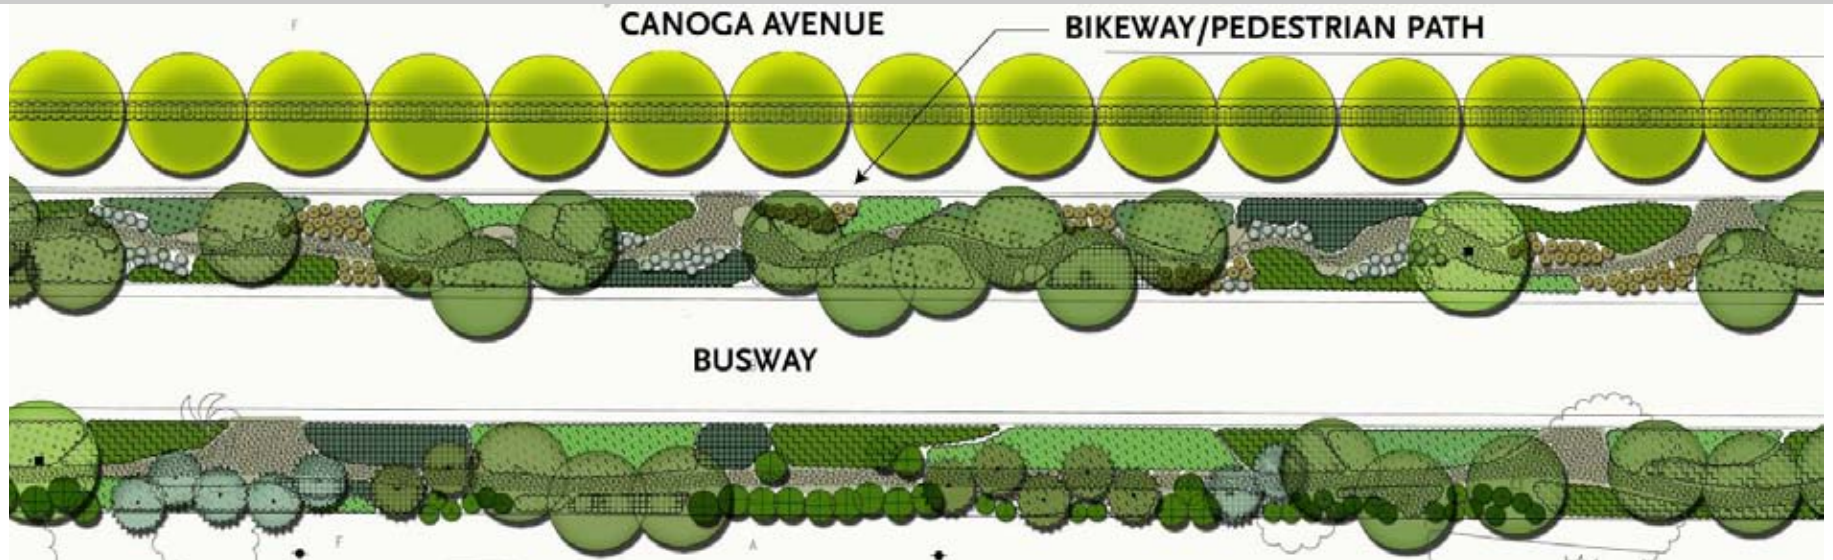 CANOGA AVENUE
BIKEWAY/PEDESTRIAN PATH
BUSWAY
F
F
A